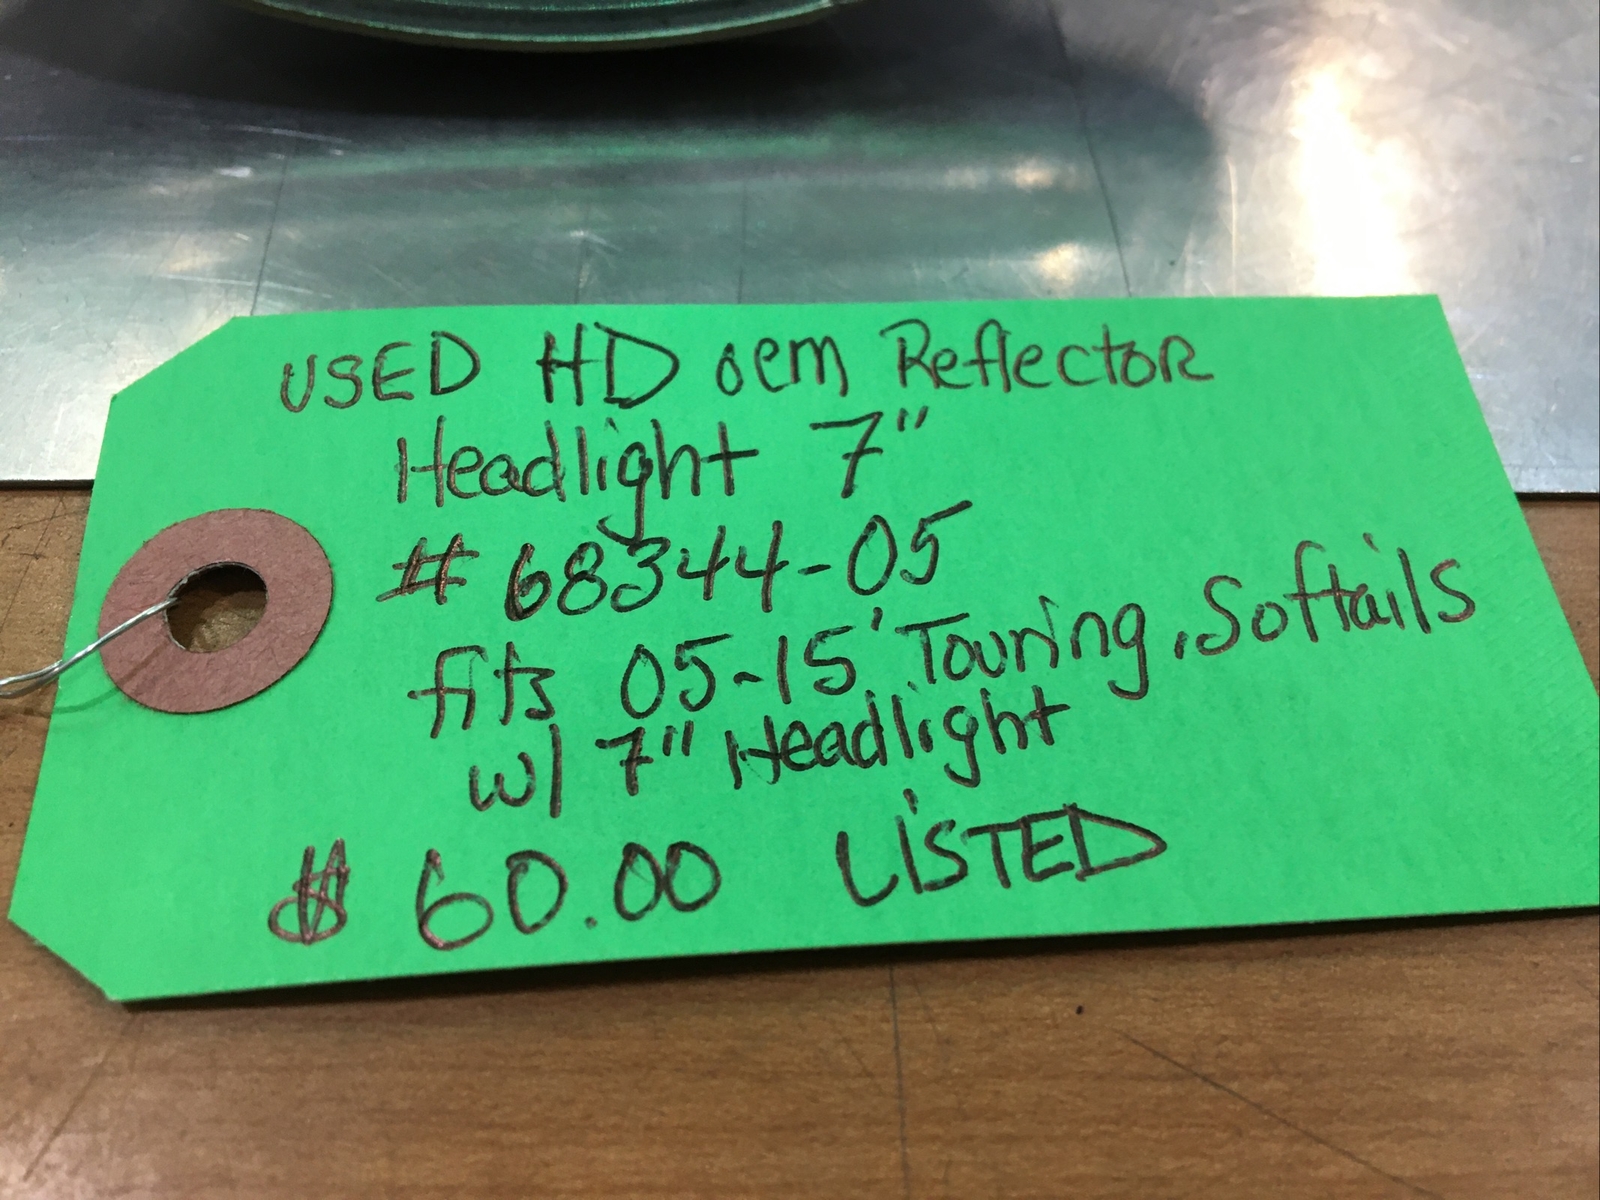 USED HD oem Reflector
Headlight 7"
# 68344-05
fits 05-15' Touring, Softails
w/ 7" Headlight
$ 60.00 LiSTED